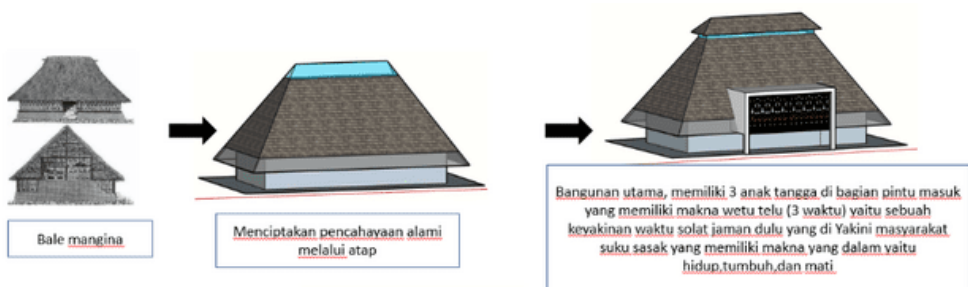 Bale mangina
Menciptakan pencahayaan alami
melalui atap
Bangunan utama, memiliki 3 anak tangga di bagian pintu masuk
yang memiliki makna wetu telu (3 waktu) yaitu sebuah
keyakinan waktu solat jaman dulu yang di Yakini masyarakat
suku sasak yang memiliki makna yang dalam yaitu
hidup,tumbuh,dan mati